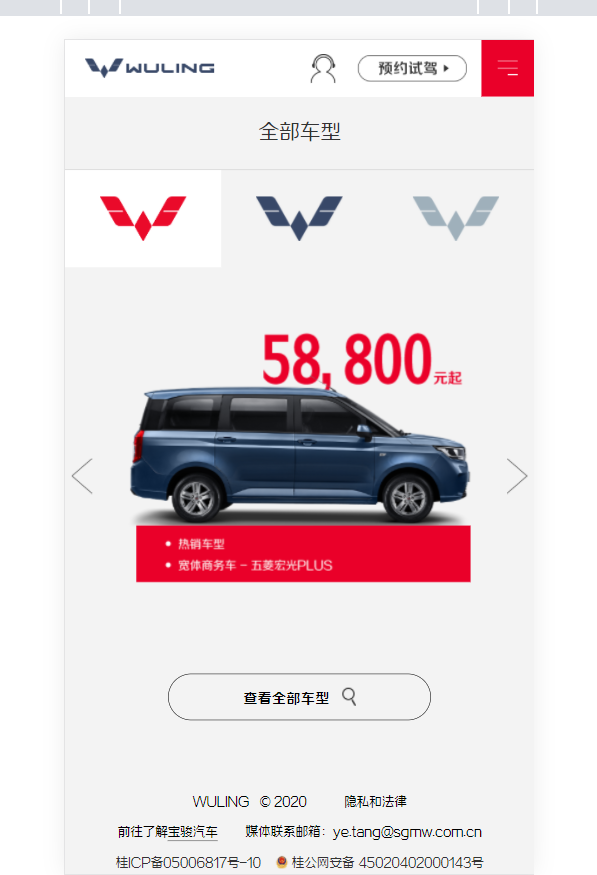 WULING
预约试驾
全部车型
58,800元起
热销车型
宽体商务车 - 五菱宏光PLUS
查看全部车型
WULING © 2020 隐私和法律
前往了解宝骏汽车 媒体联系邮箱：ye.tang@sgmw.com.cn
桂ICP备05006817号-10 桂公网安备 45020402000143号